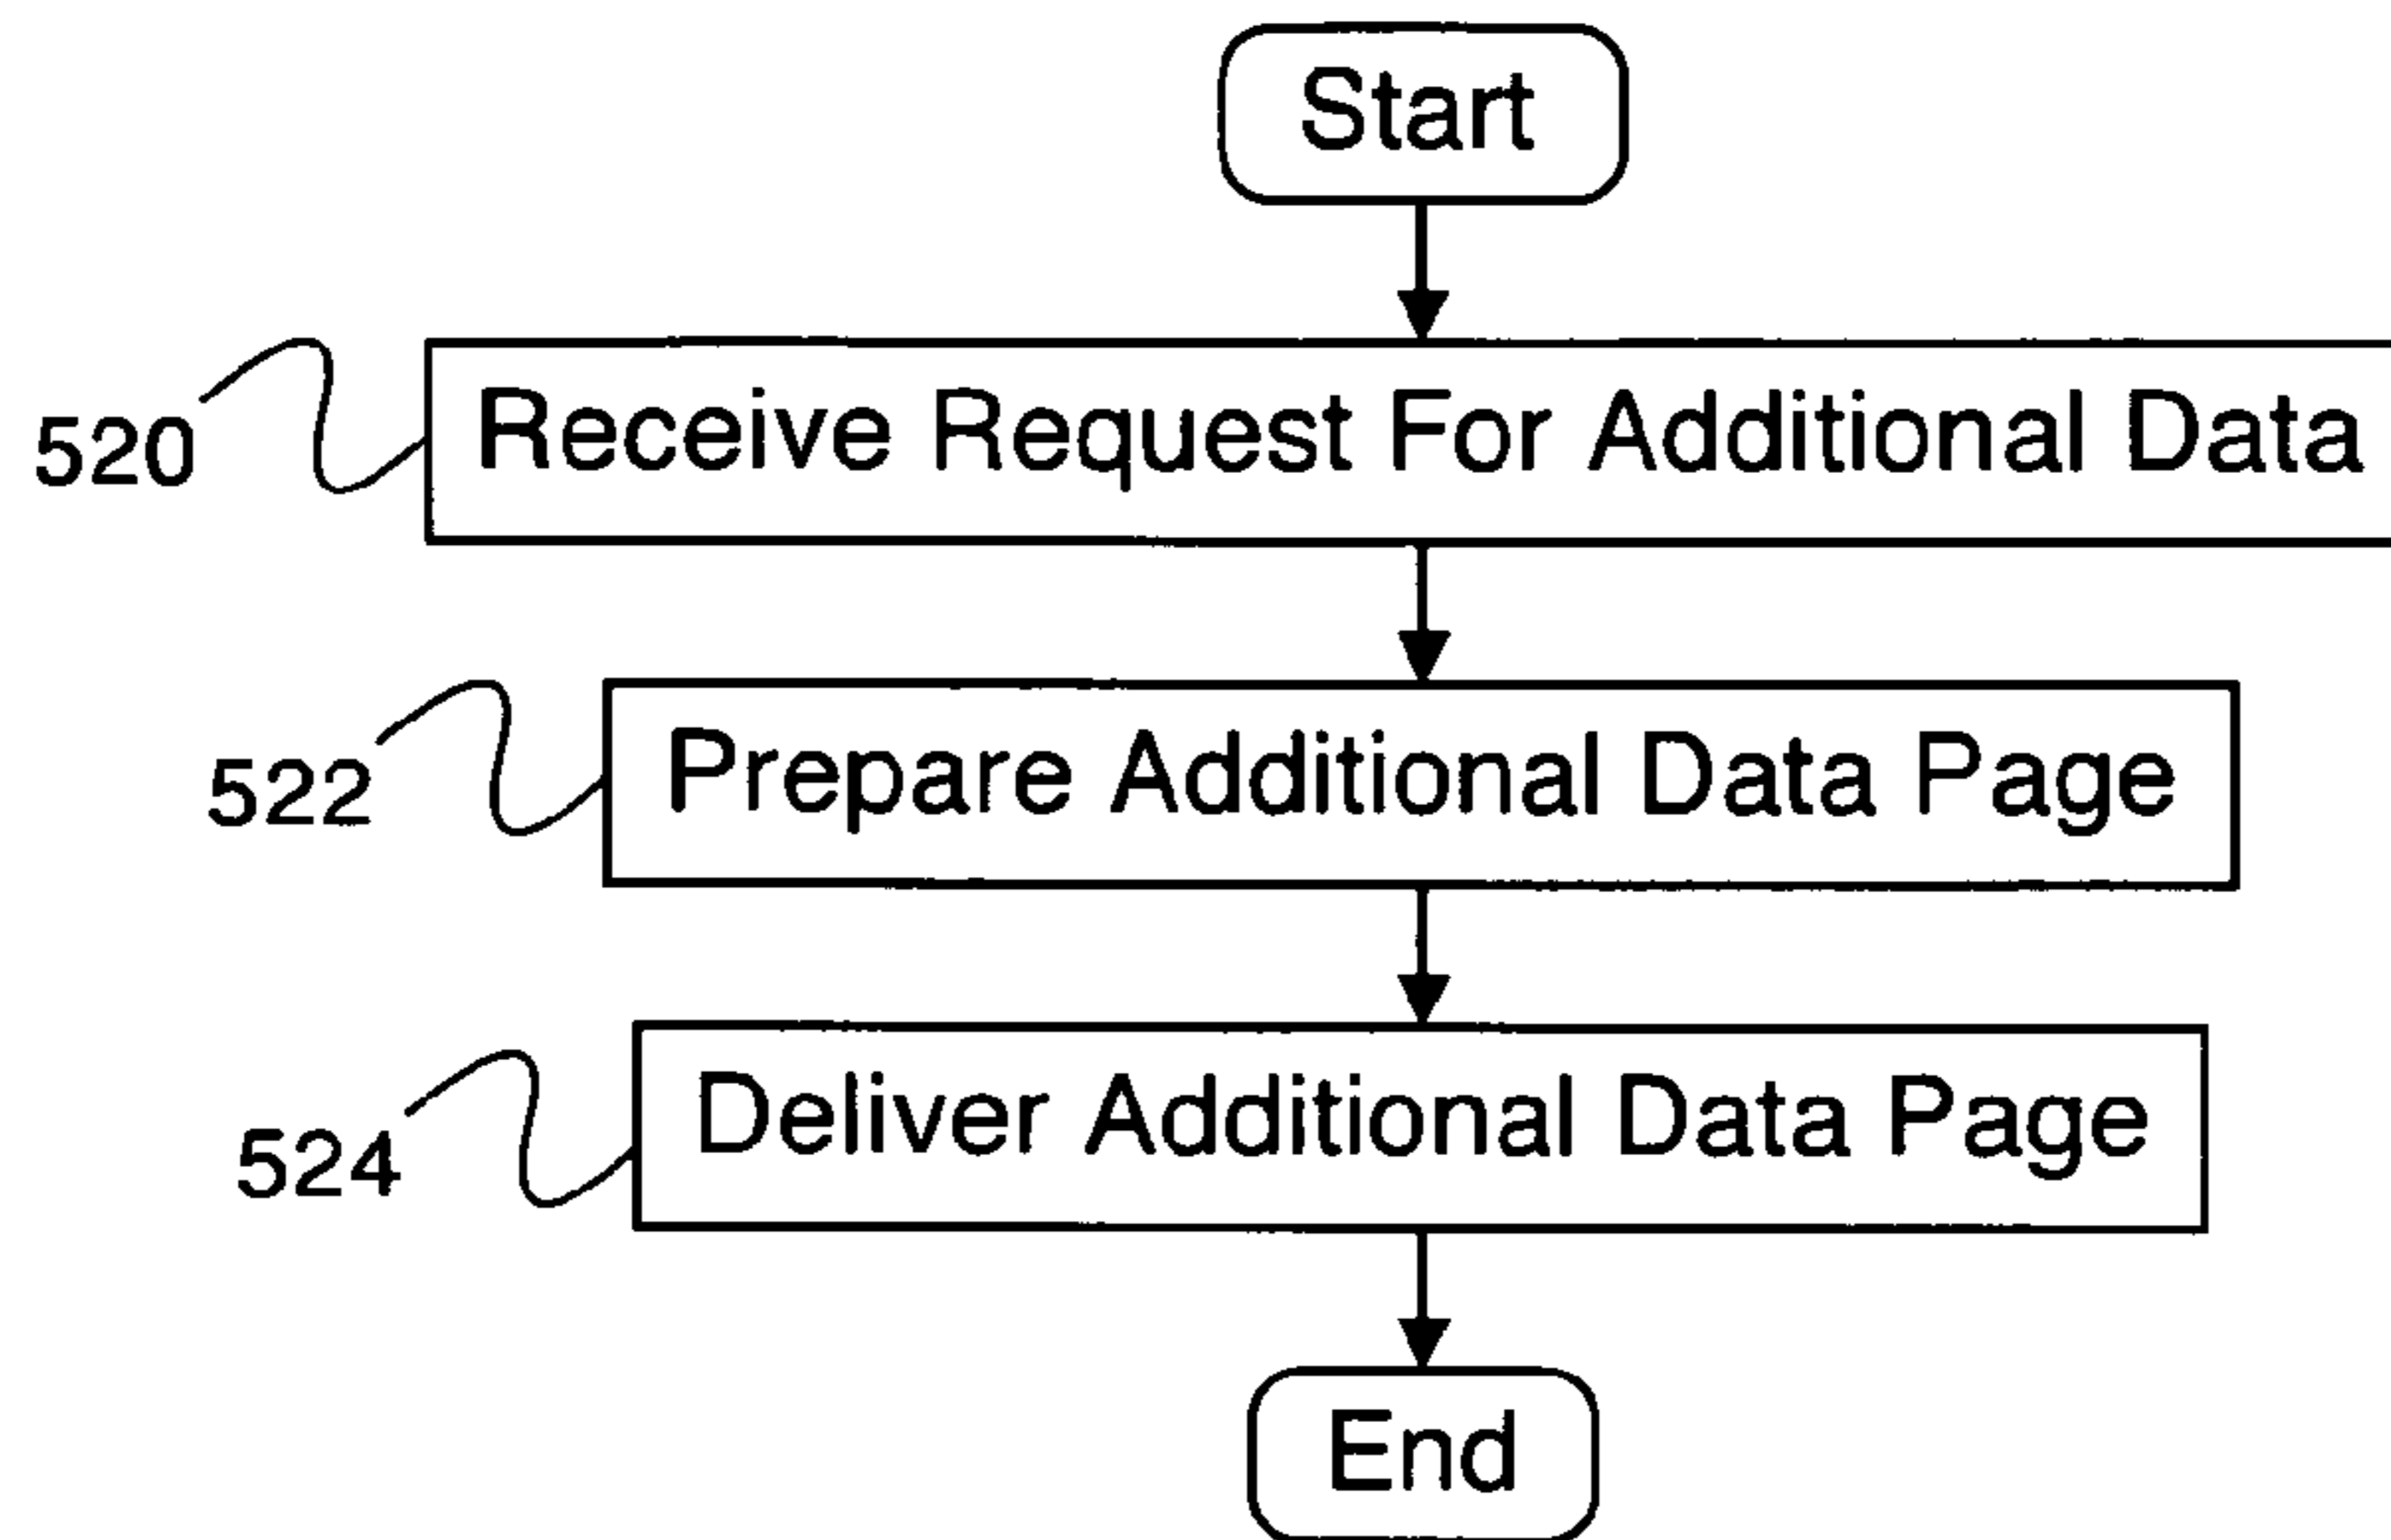 Start
520
Receive Request For Additional Data
522
Prepare Additional Data Page
524
Deliver Additional Data Page
End